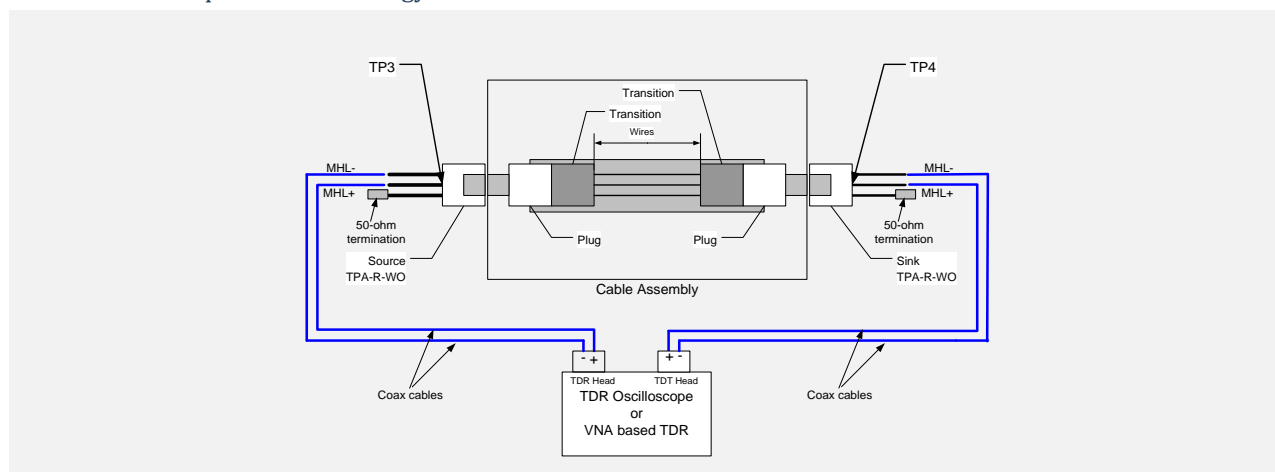 TP3
TP4
Transition
Transition
Wires
MHL-
MHL+
MHL-
MHL+
50-ohm
termination
50-ohm
termination
Plug
Plug
Source
TPA-R-WO
Sink
TPA-R-WO
Cable Assembly
Coax cables
Coax cables
- +
+ -
TDR Head
TDT Head
TDR Oscilloscope
or
VNA based TDR